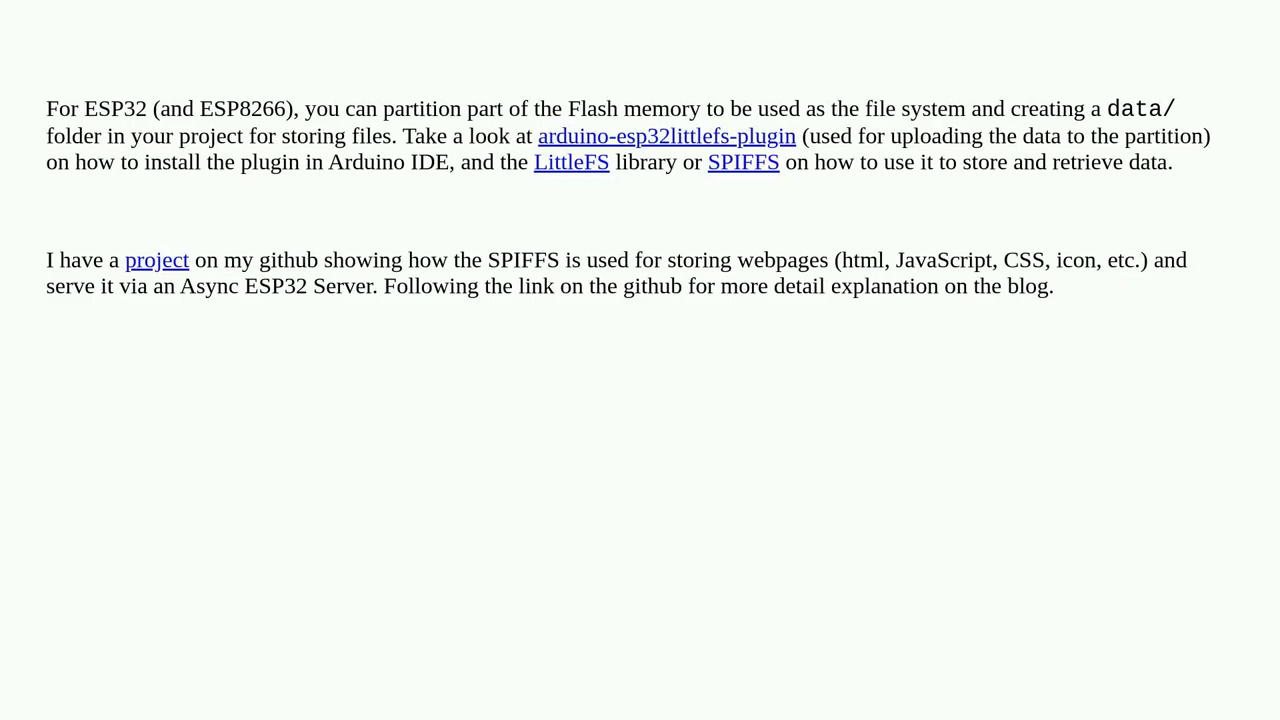 For ESP32 (and ESP8266), you can partition part of the Flash memory to be used as the file system and creating a data/
folder in your project for storing files. Take a look at arduino-esp32littlefs-plugin (used for uploading the data to the partition)
on how to install the plugin in Arduino IDE, and the LittleFS library or SPIFFS on how to use it to store and retrieve data.
I have a project on my github showing how the SPIFFS is used for storing webpages (html, JavaScript, CSS, icon, etc.) and
serve it via an Async ESP32 Server. Following the link on the github for more detail explanation on the blog.